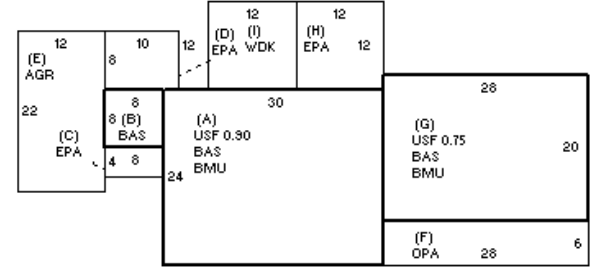 12 12
12 10 12 (D) (I) (H)
(E) 8 EPA WDK EPA 12
AGR
8 30 28
22 8 (B) (A) (G)
(C) BAS USF 0.90 USF 0.75
EPA BAS BAS 20
4 8 24 BMU BMU
(F) 6
OPA 28